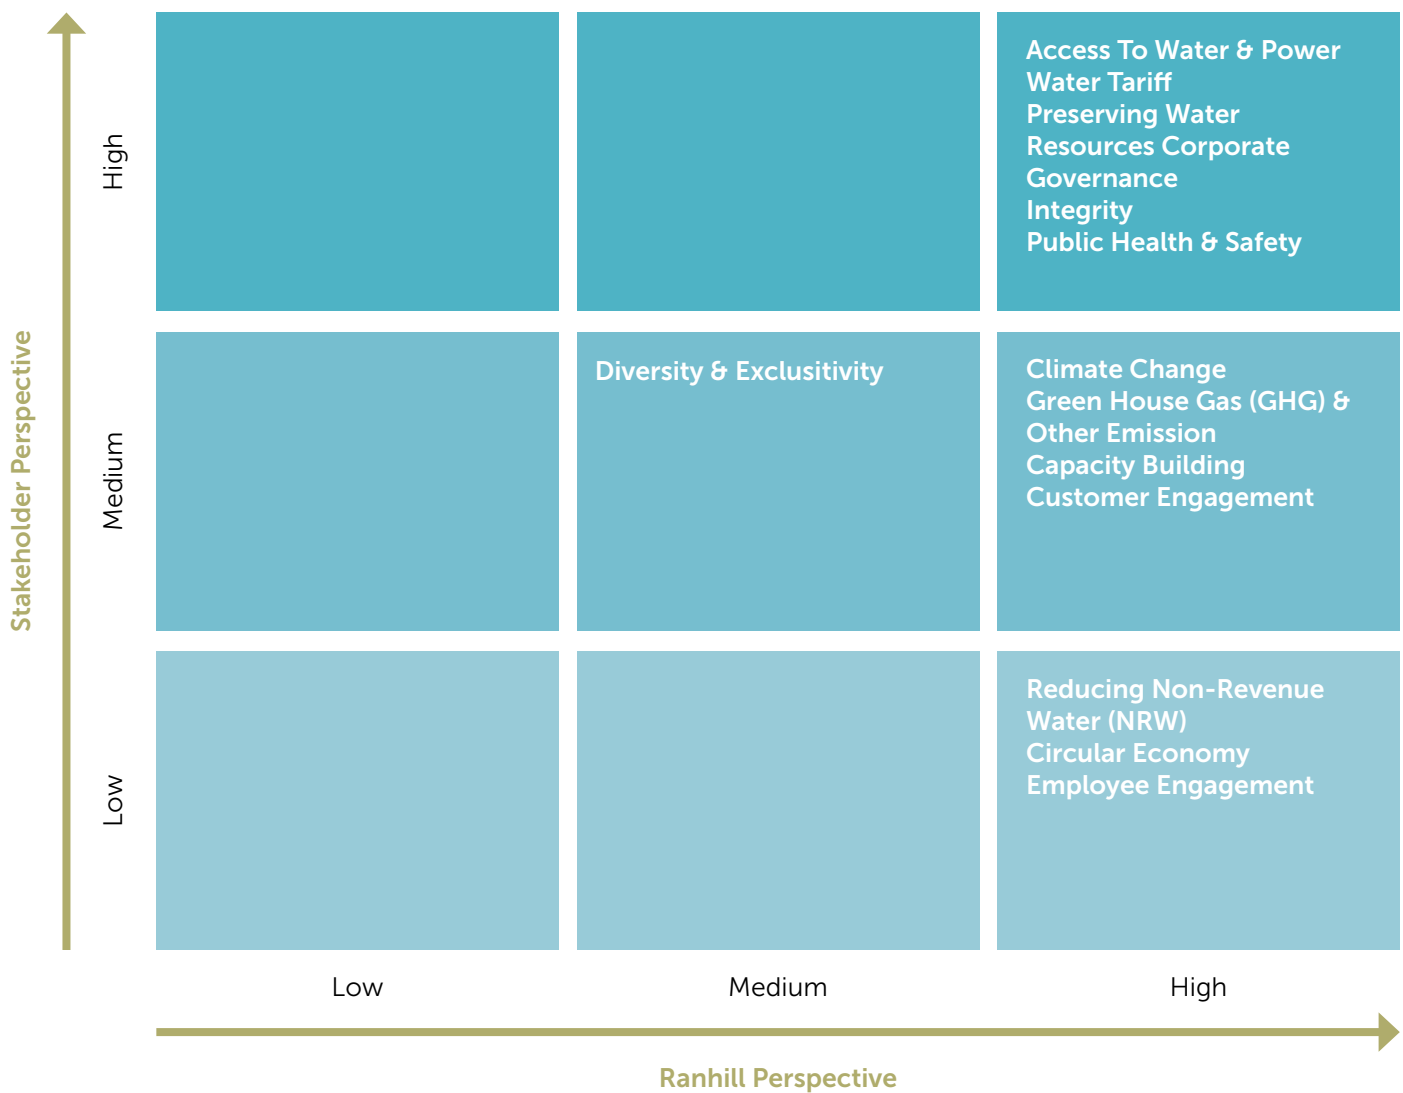 Stakeholder Perspective
High
Access To Water & Power
Water Tariff
Preserving Water
Resources Corporate
Governance
Integrity
Public Health & Safety
Medium
Diversity & Exclusitivity
Climate Change
Green House Gas (GHG) &
Other Emission
Capacity Building
Customer Engagement
Low
Reducing Non-Revenue
Water (NRW)
Circular Economy
Employee Engagement
Low
Medium
High
Ranhill Perspective